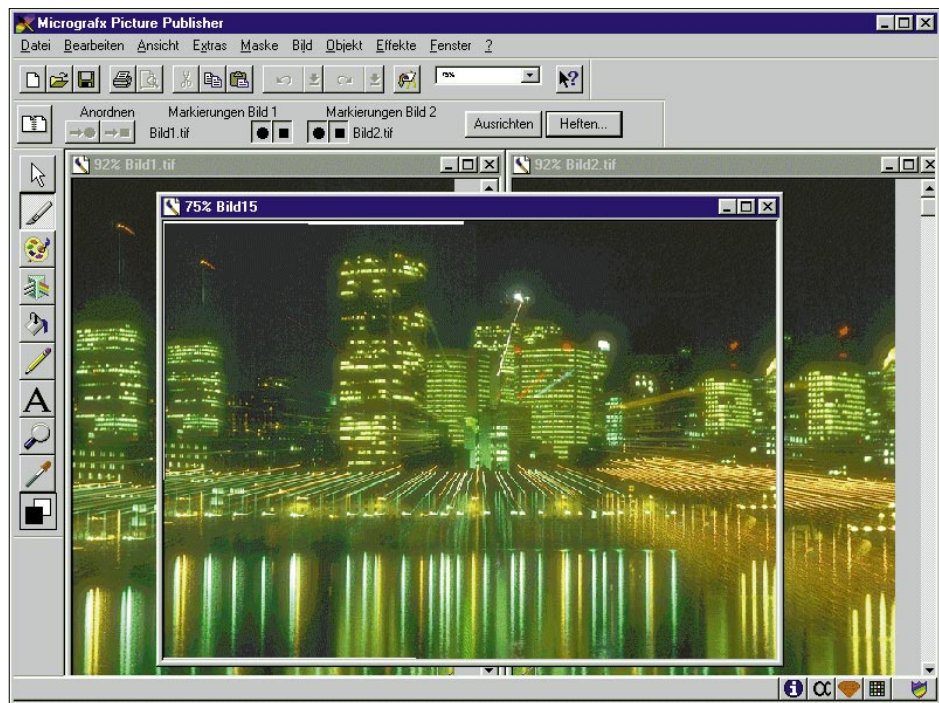 Micrografx Picture Publisher
Datei Bearbeiten Ansicht Extras Maske Bild Objekt Effekte Fenster ?
75%
Anordnen Markierungen Bild 1 Markierungen Bild 2
Bild1.tif Bild2.tif Ausrichten Heften...
92% Bild1.tif 92% Bild2.tif
75% Bild15
A